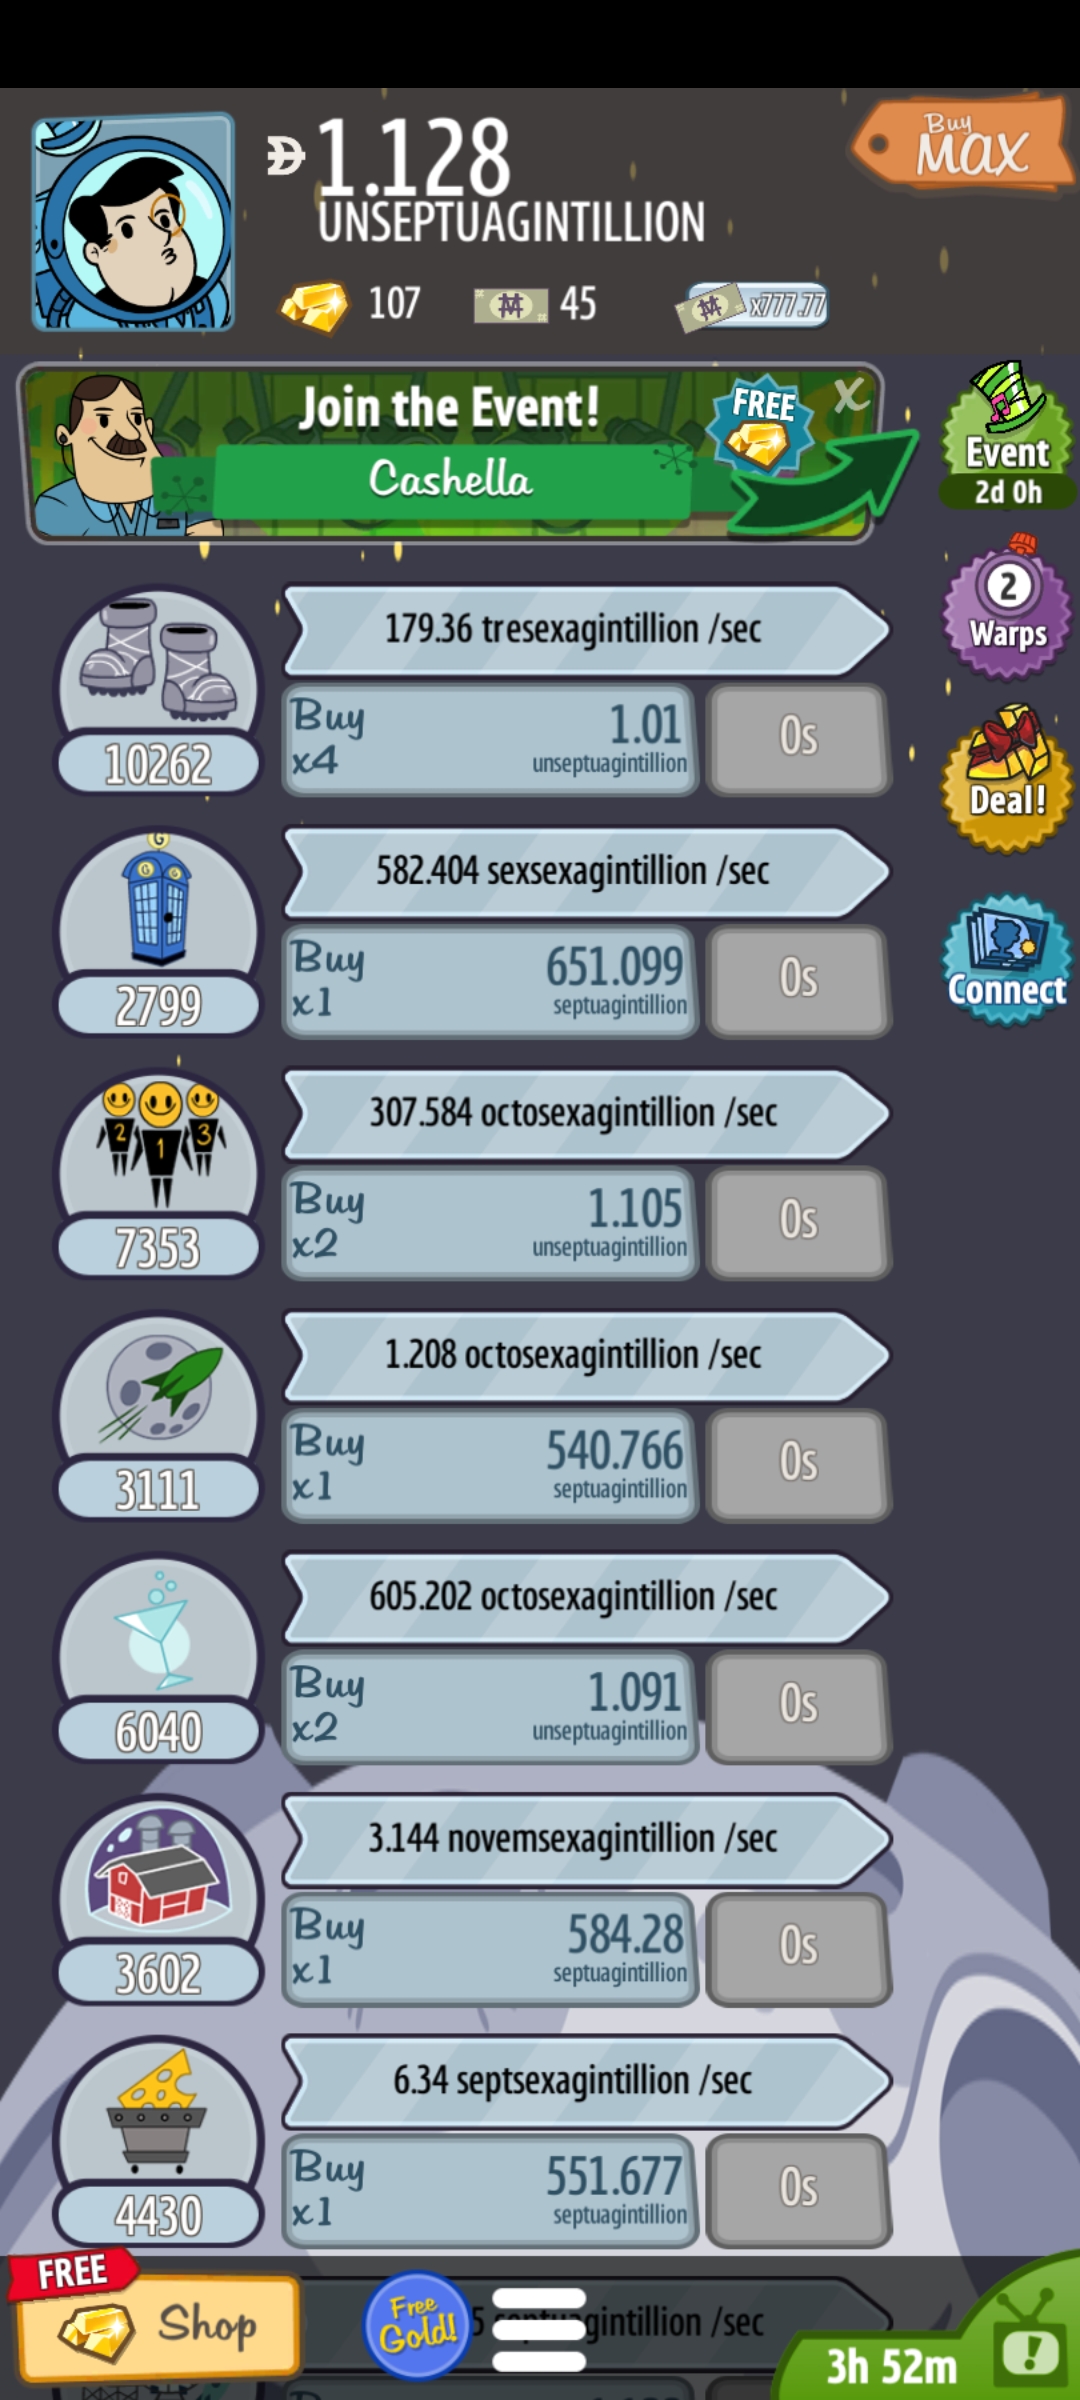 1.128
UNSEPTUAGINTILLION
Buy
MAX
107
45
x777.77
Join the Event!
Cashella
FREE
X
Event
2d 0h
2
Warps
Deal!
Connect
179.36 tresexagintillion /sec
Buy
x4
1.01
unseptuagintillion
0s
10262
582.404 sexsexagintillion /sec
Buy
x1
651.099
septuagintillion
0s
G
G G
2799
307.584 octosexagintillion /sec
Buy
x2
1.105
unseptuagintillion
0s
2 1 3
7353
1.208 octosexagintillion /sec
Buy
x1
540.766
septuagintillion
0s
3111
605.202 octosexagintillion /sec
Buy
x2
1.091
unseptuagintillion
0s
6040
3.144 novemsexagintillion /sec
Buy
x1
584.28
septuagintillion
0s
3602
6.34 septsexagintillion /sec
Buy
x1
551.677
septuagintillion
0s
4430
FREE
Shop
Free
Gold!
/sec
3h 52m
!